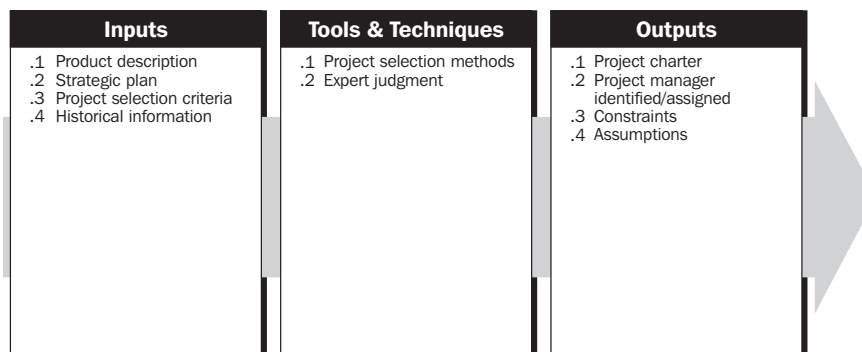 Inputs
.1 Product description
.2 Strategic plan
.3 Project selection criteria
.4 Historical information
Tools & Techniques
.1 Project selection methods
.2 Expert judgment
Outputs
.1 Project charter
.2 Project manager
identified/assigned
.3 Constraints
.4 Assumptions